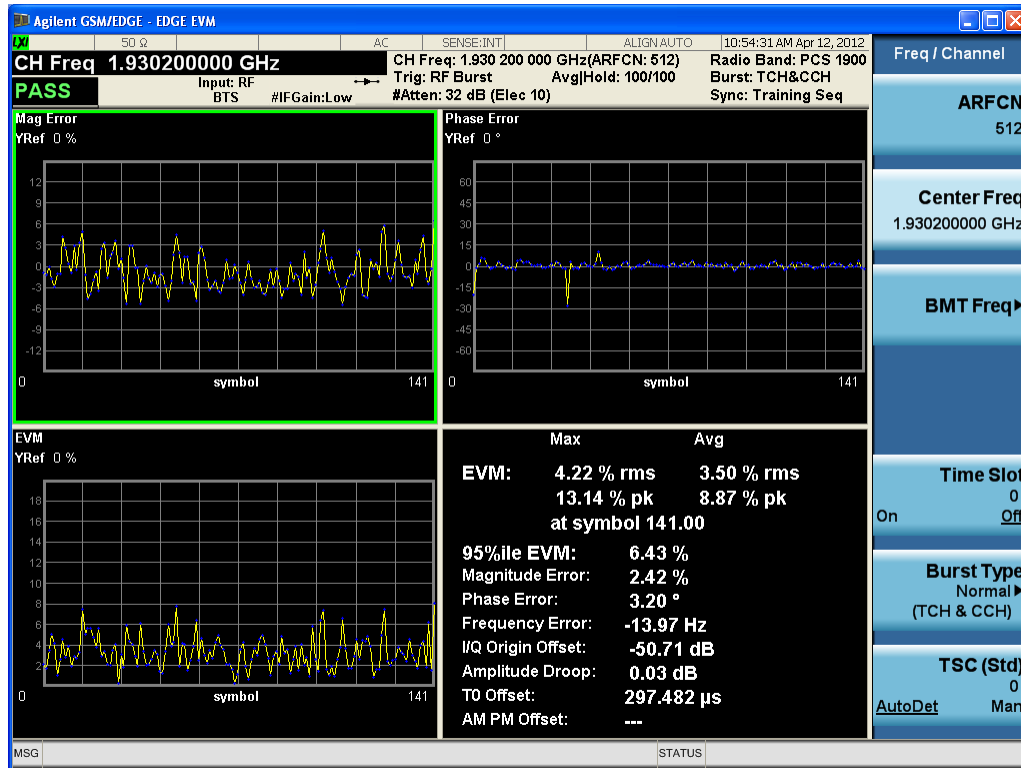 Agilent GSM/EDGE - EDGE EVM
LXI 50 Ω AC SENSE:INT ALIGN AUTO 10:54:31 AM Apr 12, 2012
CH Freq 1.930200000 GHz
PASS
Input: RF
BTS #IFGain:Low
CH Freq: 1.930 200 000 GHz(ARFCN: 512)
Trig: RF Burst Avg|Hold: 100/100
#Atten: 32 dB (Elec 10)
Radio Band: PCS 1900
Burst: TCH&CCH
Sync: Training Seq
Mag Error
YRef 0 %
12
9
6
3
0
-3
-6
-9
-12
0 symbol 141
Phase Error
YRef 0 °
60
45
30
15
0
-15
-30
-45
-60
0 symbol 141
EVM
YRef 0 %
18
16
14
12
10
8
6
4
2
0 symbol 141
Max Avg
EVM: 4.22 % rms 3.50 % rms
13.14 % pk 8.87 % pk
at symbol 141.00
95%ile EVM: 6.43 %
Magnitude Error: 2.42 %
Phase Error: 3.20 °
Frequency Error: -13.97 Hz
I/Q Origin Offset: -50.71 dB
Amplitude Droop: 0.03 dB
T0 Offset: 297.482 µs
AM PM Offset: ---
Freq / Channel
ARFCN
512
Center Freq
1.930200000 GHz
BMT Freq
Time Slot
0
On Off
Burst Type
Normal
(TCH & CCH)
TSC (Std)
0
AutoDet Man
MSG STATUS